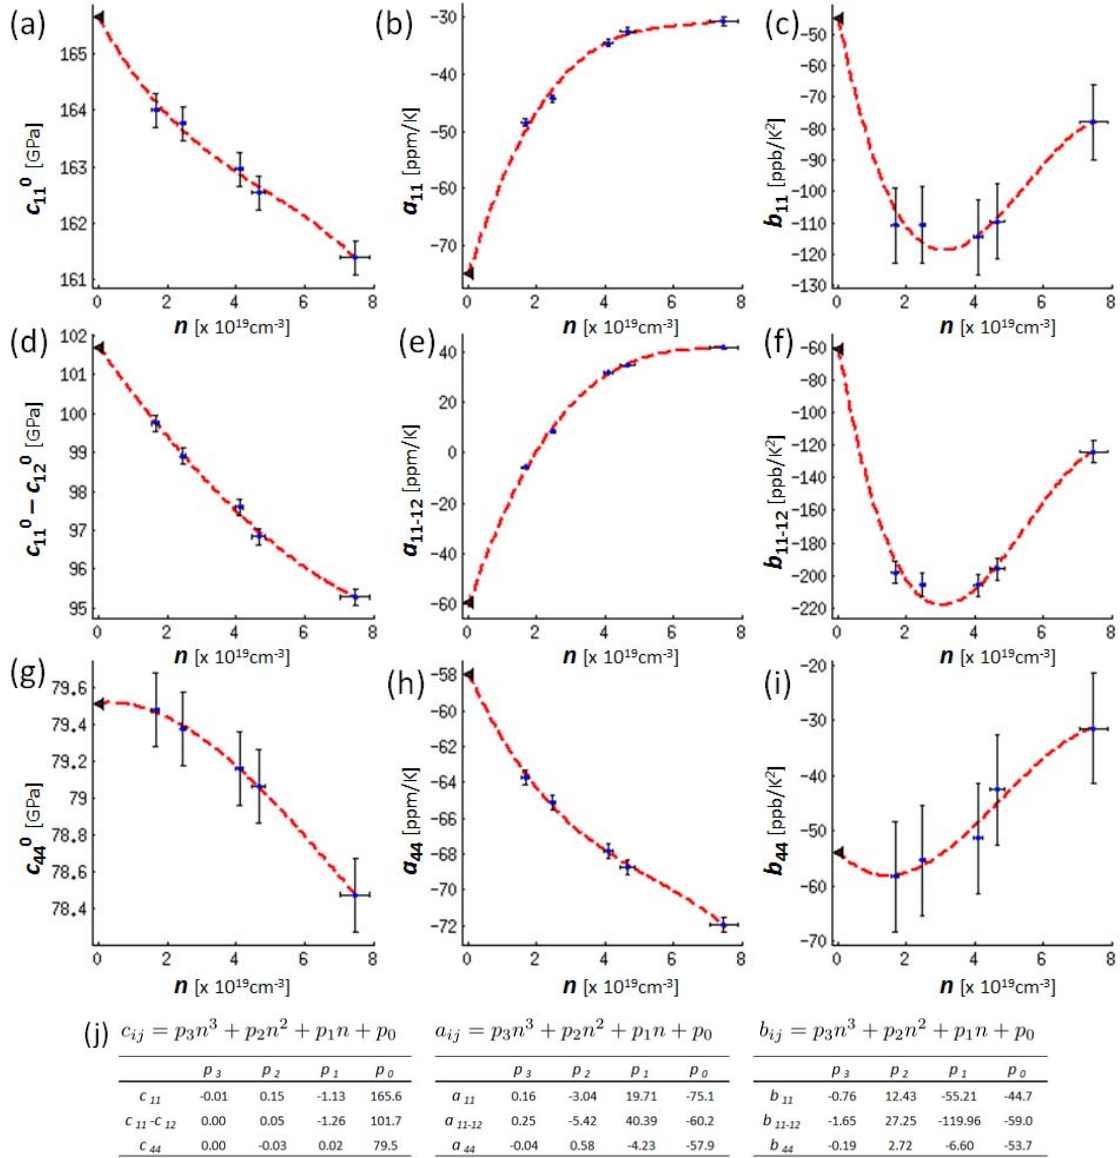 (a)
c₁₁⁰ [GPa]
165
164
163
162
161
0 2 4 6 8
n [x 10¹⁹cm⁻³]
(b)
a₁₁ [ppm/K]
−30
−40
−50
−60
−70
0 2 4 6 8
n [x 10¹⁹cm⁻³]
(c)
b₁₁ [ppb/K²]
−50
−60
−70
−80
−90
−100
−110
−120
−130
0 2 4 6 8
n [x 10¹⁹cm⁻³]
(d)
c₁₁⁰ − c₁₂⁰ [GPa]
102
101
100
99
98
97
96
95
0 2 4 6 8
n [x 10¹⁹cm⁻³]
(e)
a₁₁₋₁₂ [ppm/K]
40
20
0
−20
−40
−60
0 2 4 6 8
n [x 10¹⁹cm⁻³]
(f)
b₁₁₋₁₂ [ppb/K²]
−60
−80
−100
−120
−140
−160
−180
−200
−220
0 2 4 6 8
n [x 10¹⁹cm⁻³]
(g)
c₄₄⁰ [GPa]
79.6
79.4
79.2
79
78.8
78.6
78.4
0 2 4 6 8
n [x 10¹⁹cm⁻³]
(h)
a₄₄ [ppm/K]
−58
−60
−62
−64
−66
−68
−70
−72
0 2 4 6 8
n [x 10¹⁹cm⁻³]
(i)
b₄₄ [ppb/K²]
−20
−30
−40
−50
−60
−70
0 2 4 6 8
n [x 10¹⁹cm⁻³]
(j) cᵢⱼ = p₃n³ + p₂n² + p₁n + p₀
p₃ p₂ p₁ p₀
c₁₁ -0.01 0.15 -1.13 165.6
c₁₁-c₁₂ 0.00 0.05 -1.26 101.7
c₄₄ 0.00 -0.03 0.02 79.5
aᵢⱼ = p₃n³ + p₂n² + p₁n + p₀
p₃ p₂ p₁ p₀
a₁₁ 0.16 -3.04 19.71 -75.1
a₁₁₋₁₂ 0.25 -5.42 40.39 -60.2
a₄₄ -0.04 0.58 -4.23 -57.9
bᵢⱼ = p₃n³ + p₂n² + p₁n + p₀
p₃ p₂ p₁ p₀
b₁₁ -0.76 12.43 -55.21 -44.7
b₁₁₋₁₂ -1.65 27.25 -119.96 -59.0
b₄₄ -0.19 2.72 -6.60 -53.7